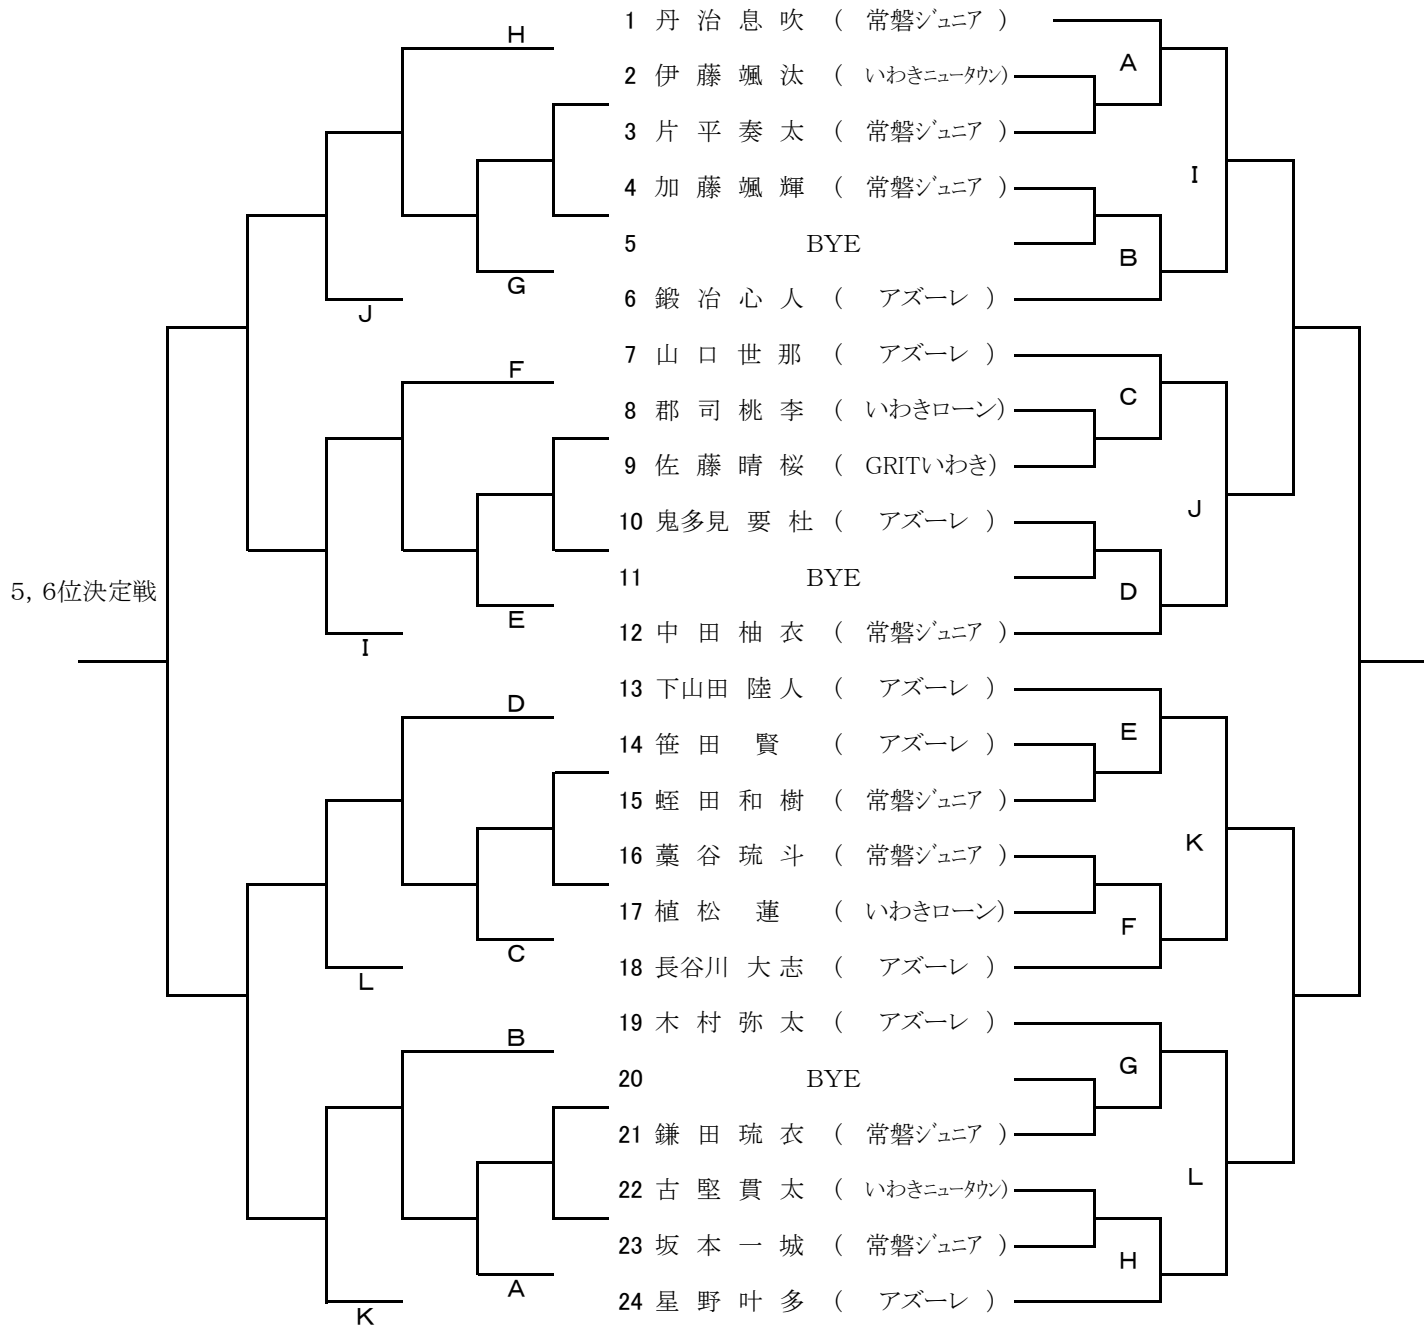 1 丹治息吹 (常磐ジュニア)
H
A
2 伊藤颯汰 (いわきニュータウン)
3 片平奏太 (常磐ジュニア)
I
4 加藤颯輝 (常磐ジュニア)
5 BYE
B
G
6 鍛冶心人 (アズーレ)
J
7 山口世那 (アズーレ)
F
C
8 郡司桃李 (いわきローン)
9 佐藤晴桜 (GRITいわき)
J
10 鬼多見要杜 (アズーレ)
11 BYE
5, 6位決定戦
D
E
12 中田柚衣 (常磐ジュニア)
I
13 下山田陸人 (アズーレ)
D
E
14 笹田賢 (アズーレ)
15 蛭田和樹 (常磐ジュニア)
K
16 藁谷琉斗 (常磐ジュニア)
17 植松蓮 (いわきローン)
F
C
18 長谷川大志 (アズーレ)
L
19 木村弥太 (アズーレ)
B
G
20 BYE
21 鎌田琉衣 (常磐ジュニア)
L
22 古堅貫太 (いわきニュータウン)
23 坂本一城 (常磐ジュニア)
H
A
24 星野叶多 (アズーレ)
K